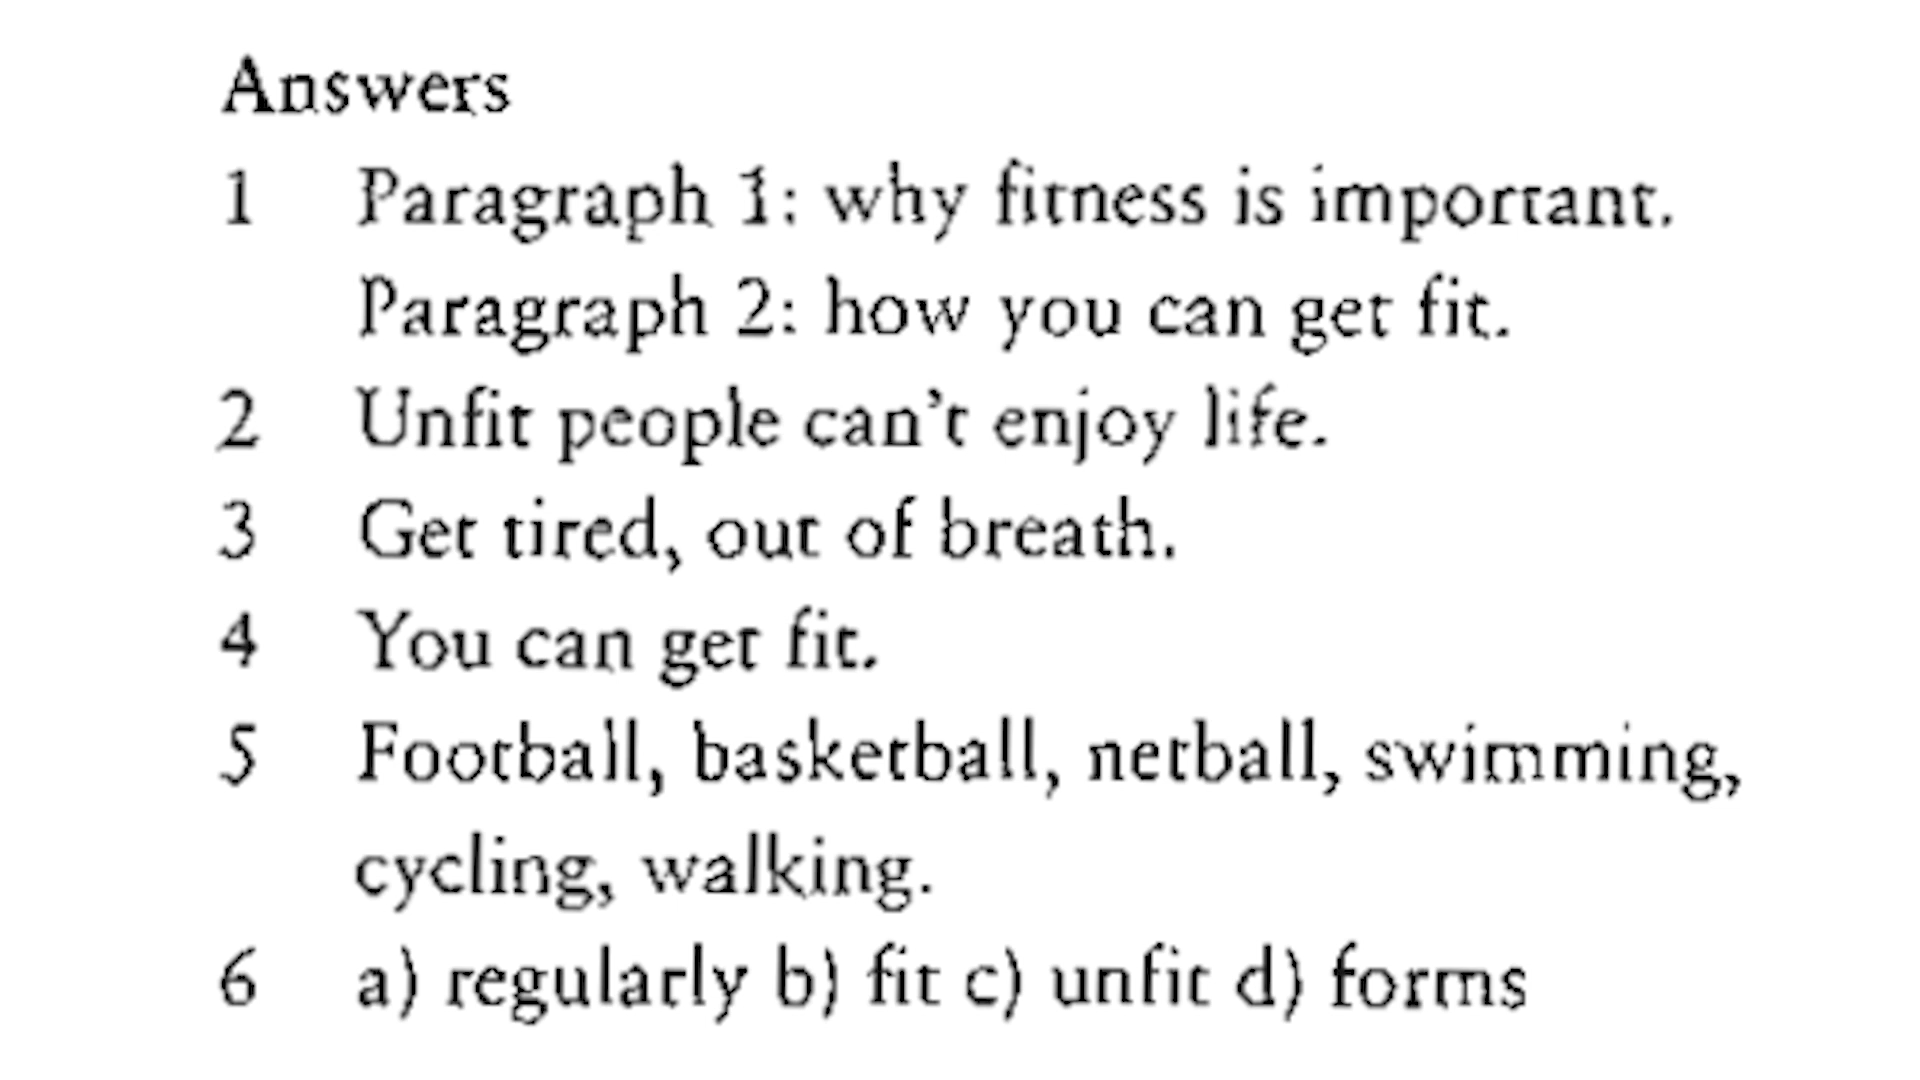 Answers
1 Paragraph 1: why fitness is important.
Paragraph 2: how you can get fit.
2 Unfit people can't enjoy life.
3 Get tired, out of breath.
4 You can get fit.
5 Football, basketball, netball, swimming,
cycling, walking.
6 a) regularly b) fit c) unfit d) forms